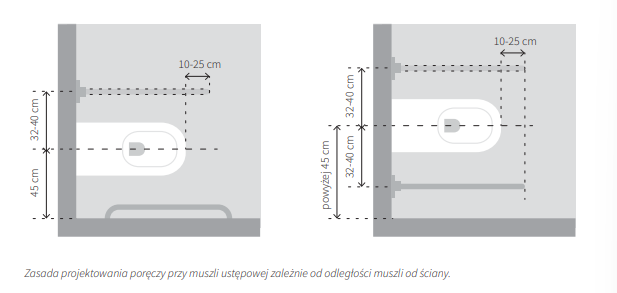 10-25 cm
32-40 cm
45 cm
10-25 cm
32-40 cm
32-40 cm
powyżej 45 cm
Zasada projektowania poręczy przy muszli ustępowej zależnie od odległości muszli od ściany.